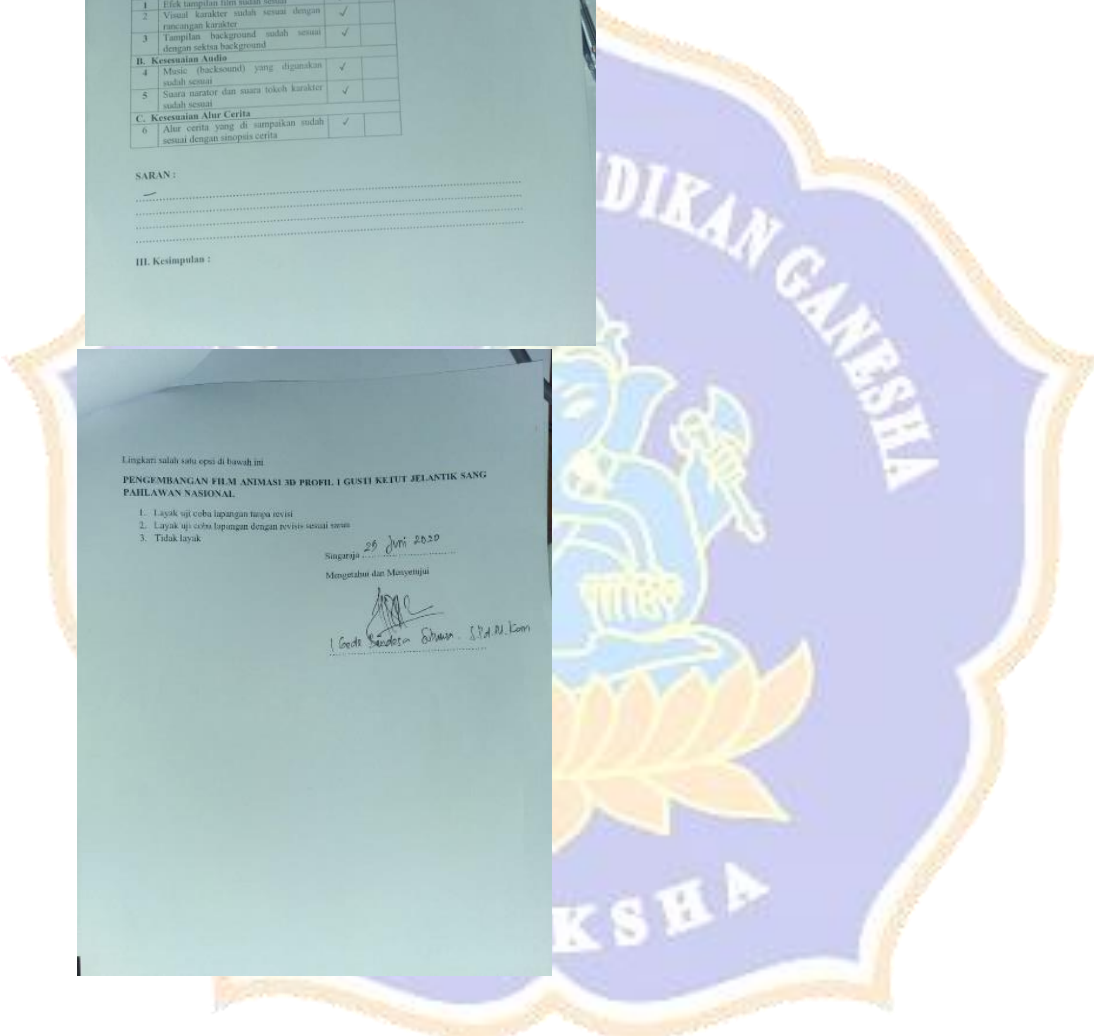 1 Efek tampilan film sudah sesuai
2 Visual karakter sudah sesuai dengan ✓
rancangan karakter
3 Tampilan background sudah sesuai ✓
dengan sektsa background
B. Kesesuaian Audio
4 Music (backsound) yang digunakan ✓
sudah sesuai
5 Suara narator dan suara tokoh karakter ✓
sudah sesuai
C. Kesesuaian Alur Cerita
6 Alur cerita yang di sampaikan sudah ✓
sesuai dengan sinopsis cerita
SARAN :
III. Kesimpulan :
Lingkari salah satu opsi di bawah ini
PENGEMBANGAN FILM ANIMASI 3D PROFIL I GUSTI KETUT JELANTIK SANG
PAHLAWAN NASIONAL
1. Layak uji coba lapangan tanpa revisi
2. Layak uji coba lapangan dengan revisis sesuai saran
3. Tidak layak
Singaraja 29 Juni 2020
Mengetahui dan Menyetujui
I Gede Bendesa S.Pd.M.Kom
DIKAN GANESHA
KSHA